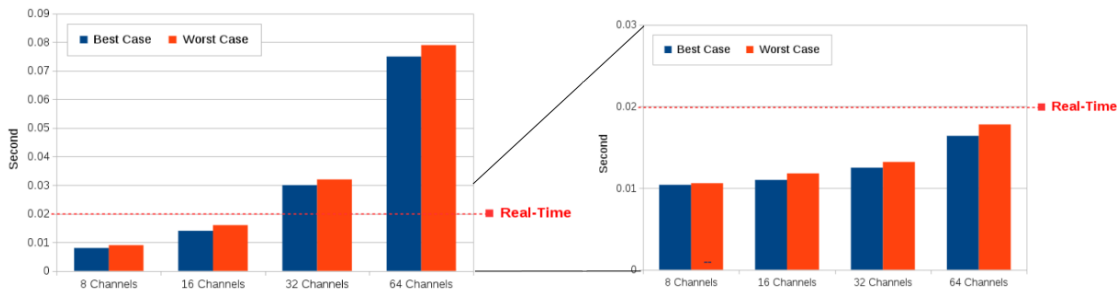 0.09
Best Case
Worst Case
0.08
0.07
0.06
0.05
Second
0.04
0.03
0.02
Real-Time
0.01
0
8 Channels
16 Channels
32 Channels
64 Channels
0.03
Best Case
Worst Case
0.02
Real-Time
Second
0.01
0
8 Channels
16 Channels
32 Channels
64 Channels